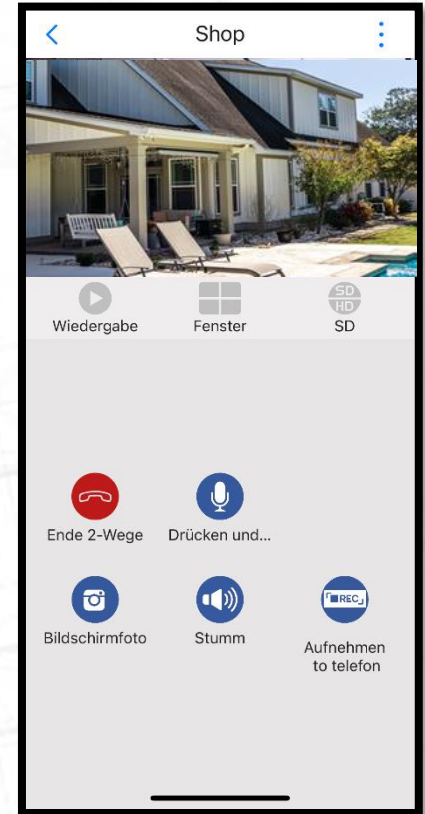 Shop
Wiedergabe
Fenster
SD
HD
SD
Ende 2-Wege
Drücken und...
REC
Bildschirmfoto
Stumm
Aufnehmen
to telefon